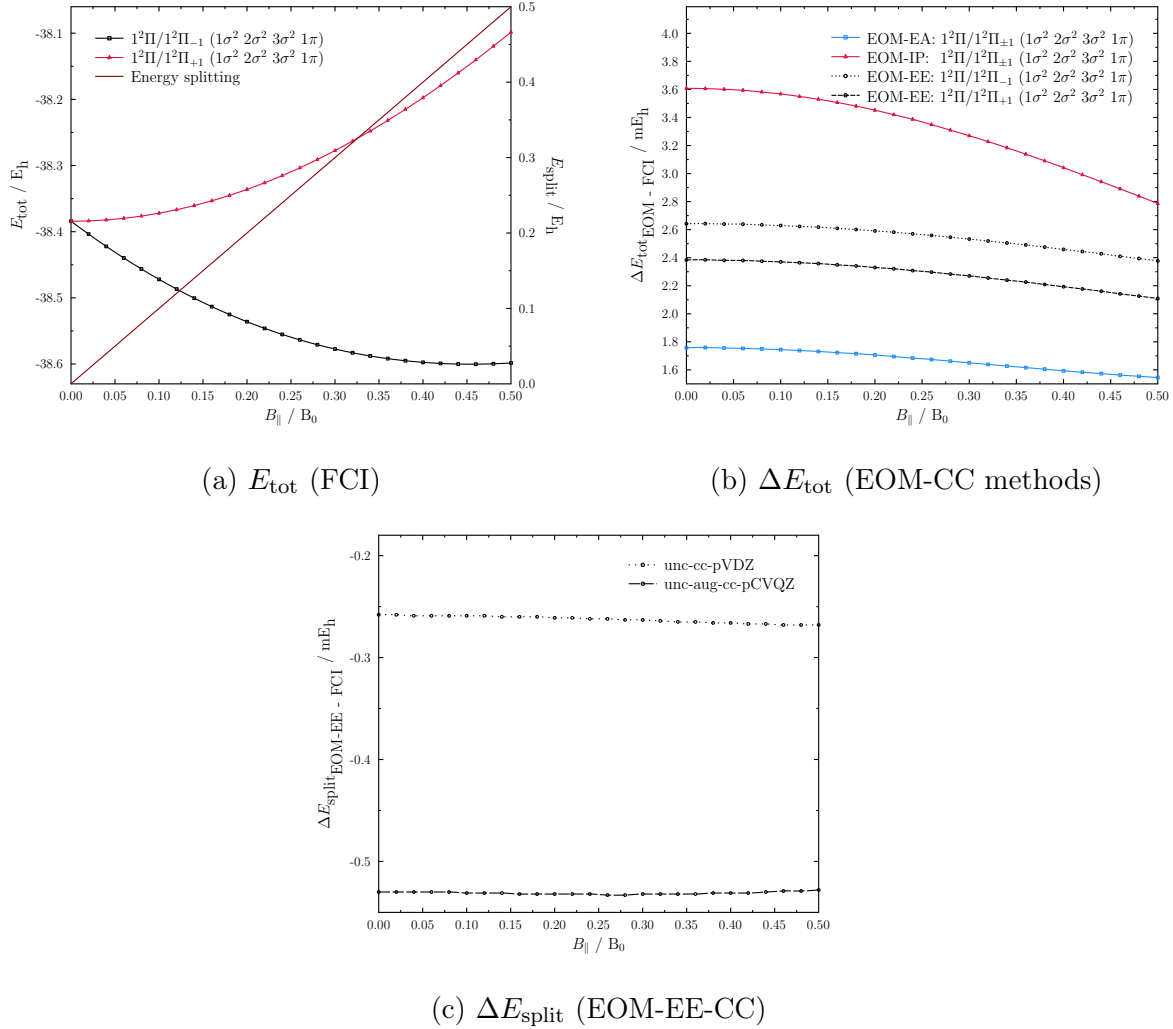 -38.1
-38.2
-38.3
-38.4
-38.5
-38.6
E_tot / E_h
0.5
0.4
0.3
0.2
0.1
0.0
E_split / E_h
1²Π/1²Π₋₁ (1σ² 2σ² 3σ² 1π)
1²Π/1²Π₊₁ (1σ² 2σ² 3σ² 1π)
Energy splitting
0.00 0.05 0.10 0.15 0.20 0.25 0.30 0.35 0.40 0.45 0.50
B_∥ / B₀
(a) E_tot (FCI)
4.0
3.8
3.6
3.4
3.2
3.0
2.8
2.6
2.4
2.2
2.0
1.8
1.6
ΔE_tot EOM - FCI / mE_h
EOM-EA: 1²Π/1²Π±₁ (1σ² 2σ² 3σ² 1π)
EOM-IP: 1²Π/1²Π±₁ (1σ² 2σ² 3σ² 1π)
EOM-EE: 1²Π/1²Π₋₁ (1σ² 2σ² 3σ² 1π)
EOM-EE: 1²Π/1²Π₊₁ (1σ² 2σ² 3σ² 1π)
0.00 0.05 0.10 0.15 0.20 0.25 0.30 0.35 0.40 0.45 0.50
B_∥ / B₀
(b) ΔE_tot (EOM-CC methods)
-0.2
-0.3
-0.4
-0.5
ΔE_split EOM-EE - FCI / mE_h
unc-cc-pVDZ
unc-aug-cc-pCVQZ
0.00 0.05 0.10 0.15 0.20 0.25 0.30 0.35 0.40 0.45 0.50
B_∥ / B₀
(c) ΔE_split (EOM-EE-CC)